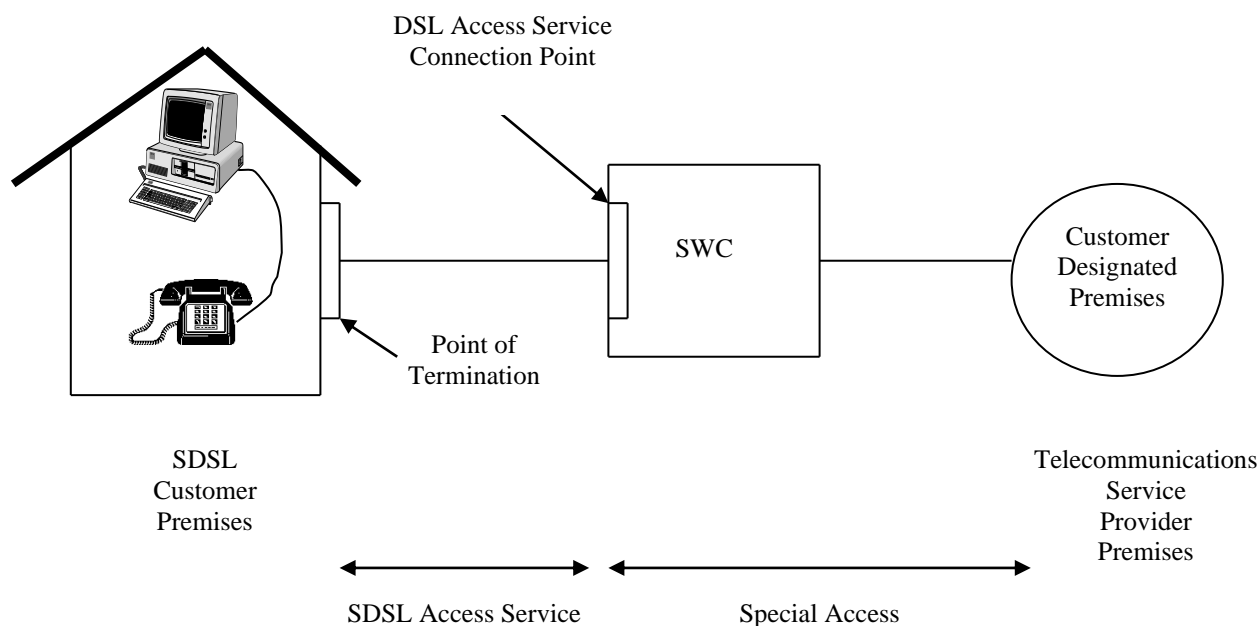 DSL Access Service
Connection Point
SWC
Customer
Designated
Premises
Point of
Termination
SDSL
Customer
Premises
Telecommunications
Service
Provider
Premises
SDSL Access Service
Special Access